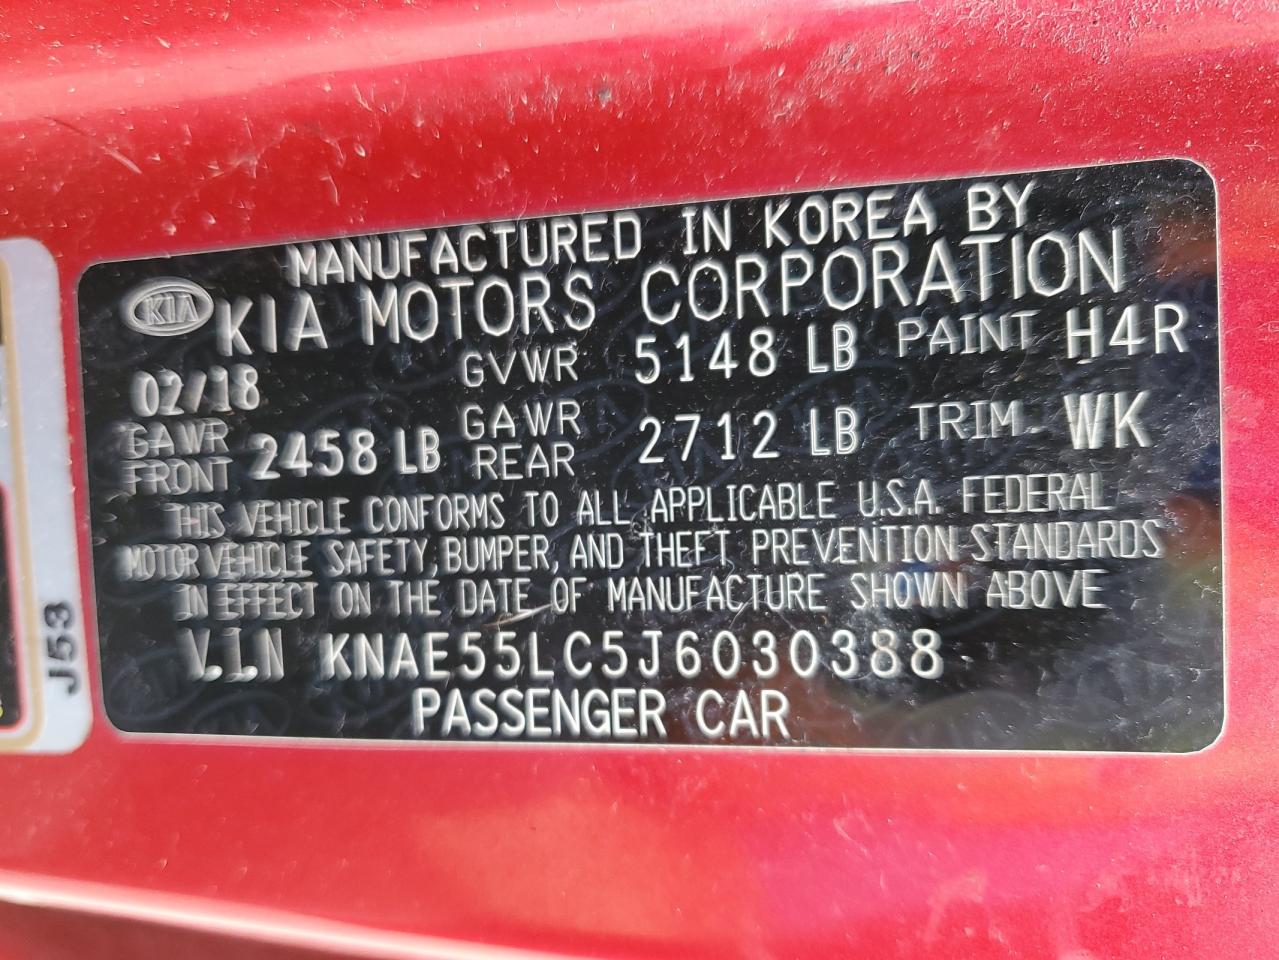 MANUFACTURED IN KOREA BY
KIA KIA MOTORS CORPORATION
02/18 GVWR 5148 LB PAINT H4R
GAWR FRONT 2458 LB GAWR REAR 2712 LB TRIM WK
THIS VEHICLE CONFORMS TO ALL APPLICABLE U.S.A. FEDERAL
MOTOR VEHICLE SAFETY, BUMPER, AND THEFT PREVENTION STANDARDS
IN EFFECT ON THE DATE OF MANUFACTURE SHOWN ABOVE
V.I.N KNAE55LC5J6030388
PASSENGER CAR
J53